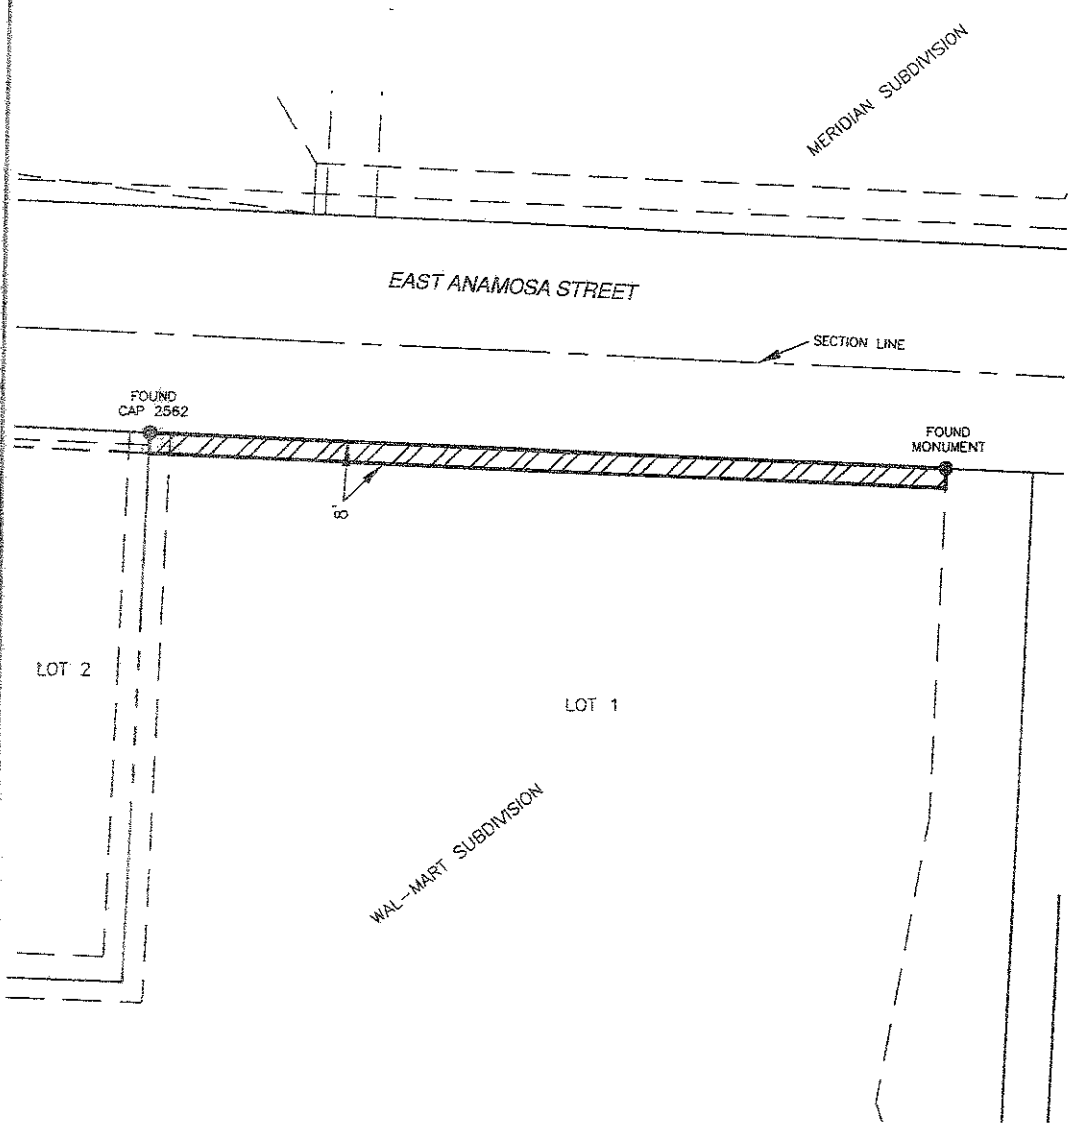 MERIDIAN SUBDIVISION
EAST ANAMOSA STREET
SECTION LINE
FOUND
CAP 2562
FOUND
MONUMENT
8'
LOT 2
LOT 1
WAL-MART SUBDIVISION